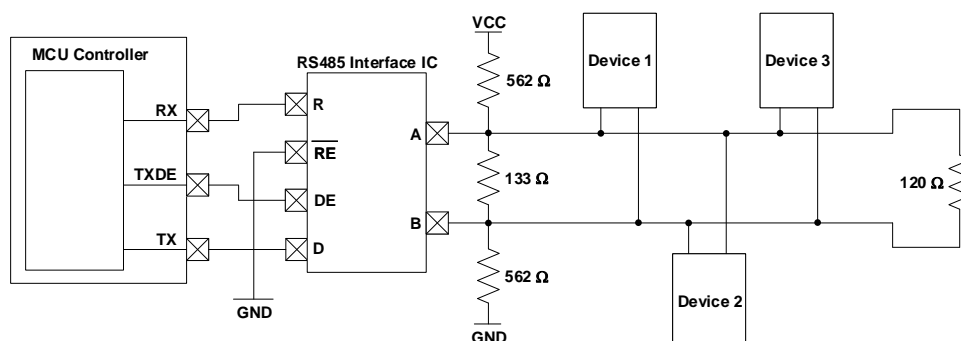 MCU Controller
RX
TXDE
TX
RS485 Interface IC
R
RE
DE
D
A
B
GND
VCC
562 Ω
133 Ω
562 Ω
GND
Device 1
Device 3
Device 2
120 Ω